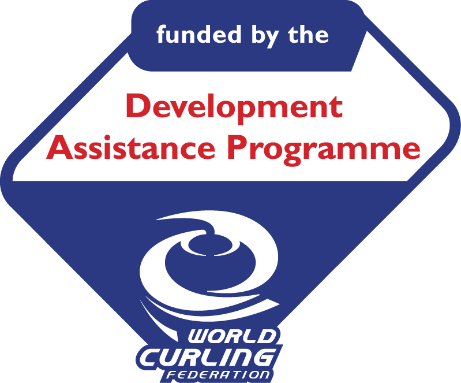 funded by the
Development
Assistance Programme
WORLD
CURLING
FEDERATION